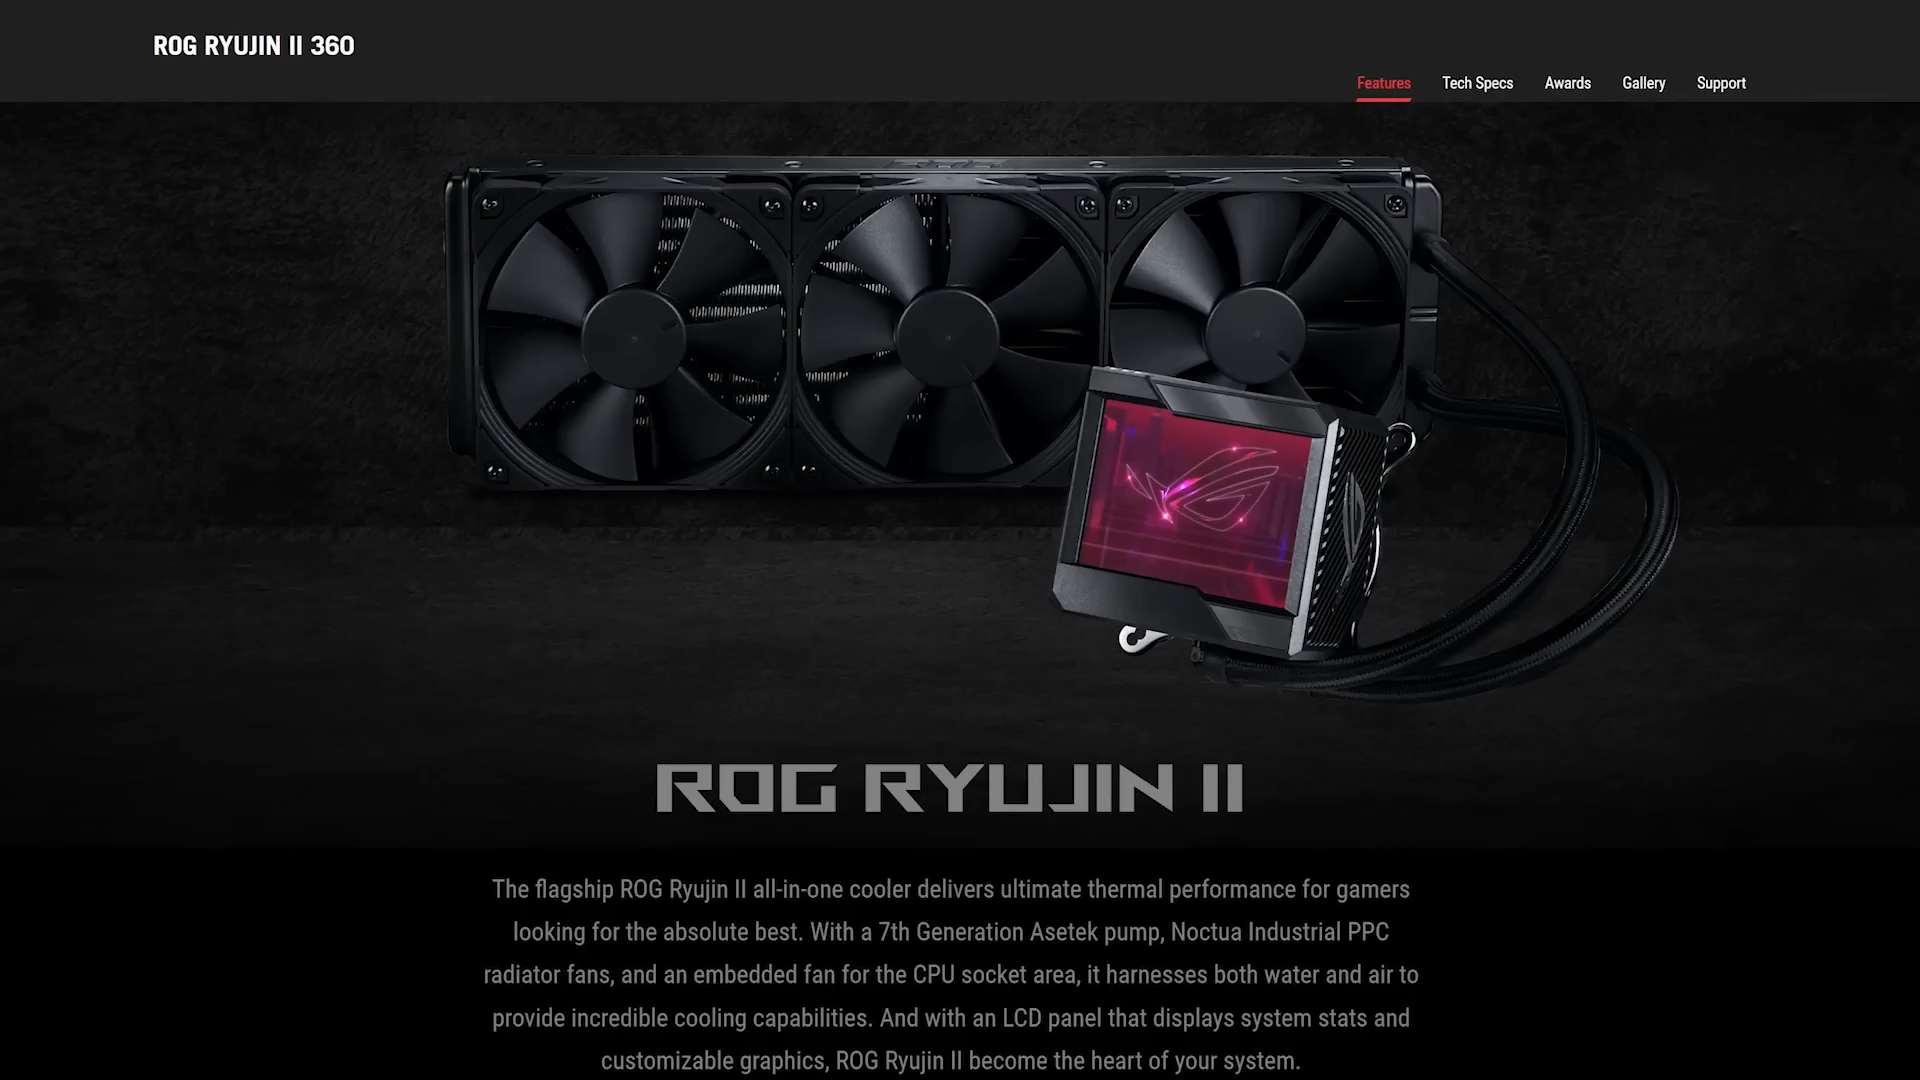 ROG RYUJIN II 360
Features Tech Specs Awards Gallery Support
ROG RYUJIN II
The flagship ROG Ryujin II all-in-one cooler delivers ultimate thermal performance for gamers
looking for the absolute best. With a 7th Generation Asetek pump, Noctua Industrial PPC
radiator fans, and an embedded fan for the CPU socket area, it harnesses both water and air to
provide incredible cooling capabilities. And with an LCD panel that displays system stats and
customizable graphics, ROG Ryujin II become the heart of your system.